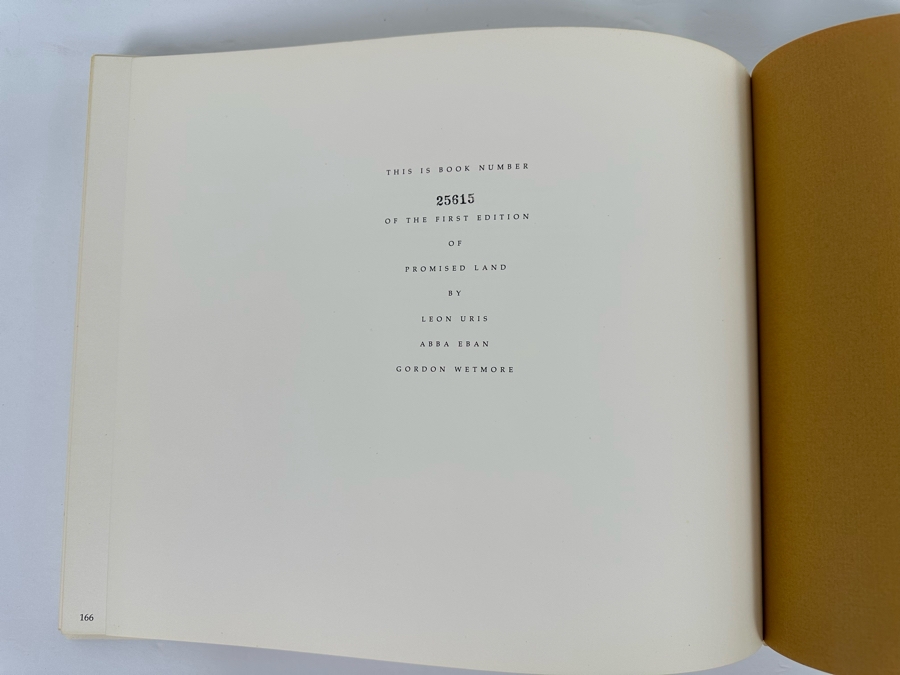 THIS IS BOOK NUMBER
25615
OF THE FIRST EDITION
OF
PROMISED LAND
BY
LEON URIS
ABBA EBAN
GORDON WETMORE
166